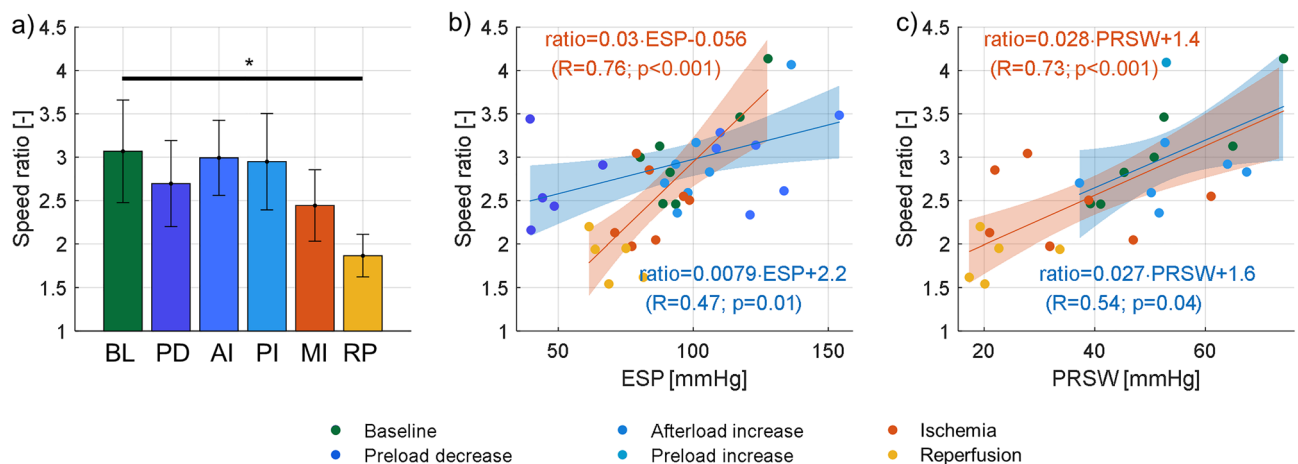 a)
4.5
4
3.5
3
2.5
2
1.5
1
Speed ratio [-]
*
BL PD AI PI MI RP
b)
4.5
4
3.5
3
2.5
2
1.5
1
Speed ratio [-]
ratio=0.03·ESP-0.056
(R=0.76; p<0.001)
ratio=0.0079·ESP+2.2
(R=0.47; p=0.01)
50 100 150
ESP [mmHg]
c)
4.5
4
3.5
3
2.5
2
1.5
1
Speed ratio [-]
ratio=0.028·PRSW+1.4
(R=0.73; p<0.001)
ratio=0.027·PRSW+1.6
(R=0.54; p=0.04)
20 40 60
PRSW [mmHg]
Baseline
Preload decrease
Afterload increase
Preload increase
Ischemia
Reperfusion